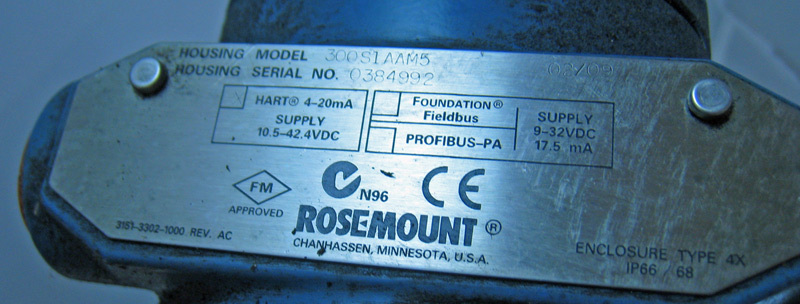 HOUSING MODEL 300S1AAM5
HOUSING SERIAL NO. 0384992
HART® 4-20mA
SUPPLY
10.5-42.4VDC
FOUNDATION®
Fieldbus
PROFIBUS-PA
SUPPLY
9-32VDC
17.5 mA
FM
APPROVED
N96
CE
3151-3302-1000 REV. AC
ROSEMOUNT®
CHANHASSEN, MINNESOTA, U.S.A.
ENCLOSURE TYPE 4X
IP66 / 68